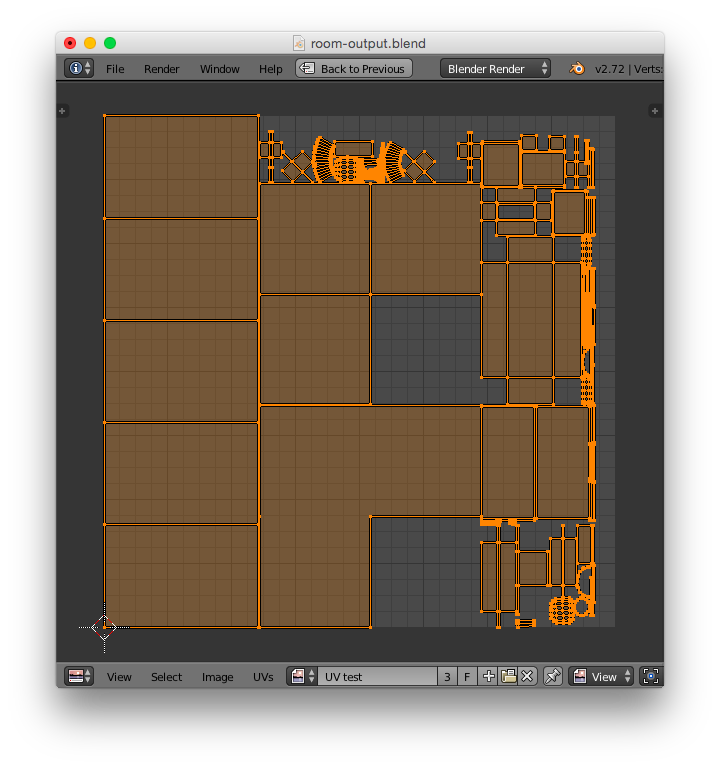 room-output.blend
File Render Window Help Back to Previous Blender Render v2.72 | Verts:
View Select Image UVs UV test 3 F View